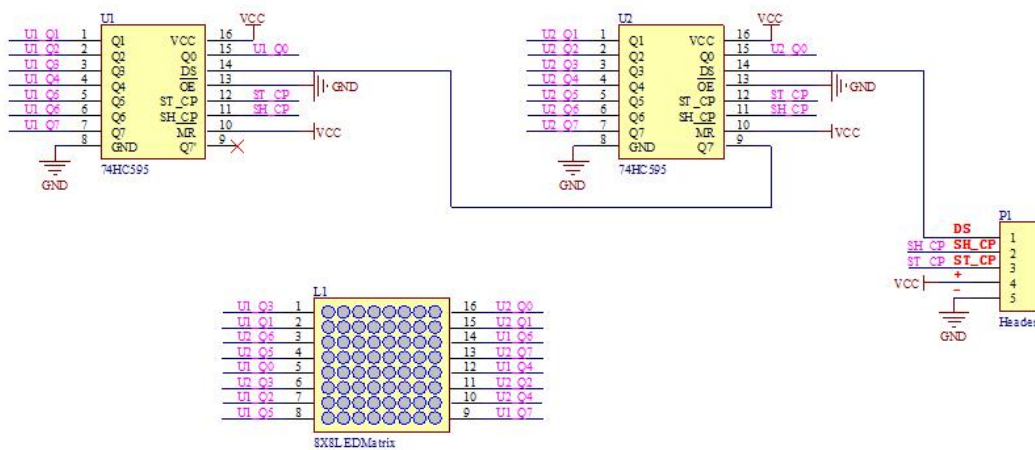 U1
VCC
U1_Q1 1 Q1 VCC 16
U1_Q2 2 Q2 Q0 15 U1_Q0
U1_Q3 3 Q3 DS 14
U1_Q4 4 Q4 OE 13 GND
U1_Q5 5 Q5 ST_CP 12 ST_CP
U1_Q6 6 Q6 SH_CP 11 SH_CP
U1_Q7 7 Q7 MR 10 VCC
8 GND Q7' 9
GND
74HC595
U2
VCC
U2_Q1 1 Q1 VCC 16
U2_Q2 2 Q2 Q0 15 U2_Q0
U2_Q3 3 Q3 DS 14
U2_Q4 4 Q4 OE 13 GND
U2_Q5 5 Q5 ST_CP 12 ST_CP
U2_Q6 6 Q6 SH_CP 11 SH_CP
U2_Q7 7 Q7 MR 10 VCC
8 GND Q7' 9
GND
74HC595
P1
DS 1
SH_CP SH_CP 2
ST_CP ST_CP 3
VCC + 4
- 5
GND
Header
L1
U1_Q3 1 16 U2_Q0
U1_Q1 2 15 U2_Q1
U2_Q6 3 14 U1_Q6
U2_Q5 4 13 U2_Q7
U1_Q0 5 12 U1_Q4
U2_Q3 6 11 U2_Q2
U1_Q2 7 10 U2_Q4
U1_Q5 8 9 U1_Q7
8X8LEDMatrix